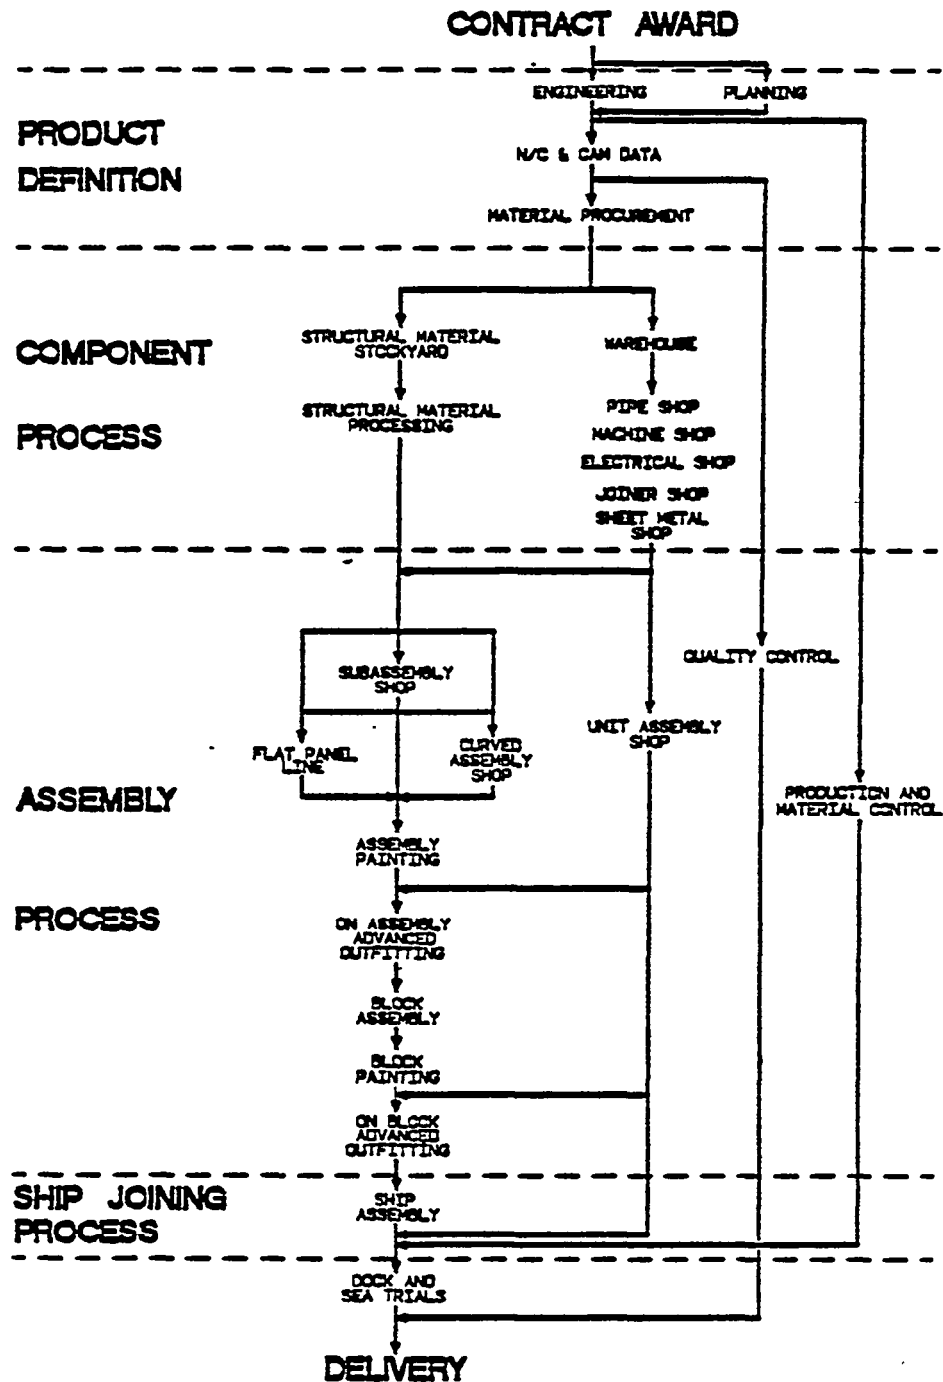 CONTRACT AWARD
ENGINEERING
PLANNING
PRODUCT
DEFINITION
N/C & CAM DATA
MATERIAL PROCUREMENT
COMPONENT
PROCESS
STRUCTURAL MATERIAL
STOCKYARD
WAREHOUSE
STRUCTURAL MATERIAL
PROCESSING
PIPE SHOP
MACHINE SHOP
ELECTRICAL SHOP
JOINER SHOP
SHEET METAL
SHOP
ASSEMBLY
PROCESS
SUBASSEMBLY
SHOP
QUALITY CONTROL
FLAT PANEL
LINE
CURVED
ASSEMBLY
SHOP
UNIT ASSEMBLY
SHOP
PRODUCTION AND
MATERIAL CONTROL
ASSEMBLY
PAINTING
ON ASSEMBLY
ADVANCED
OUTFITTING
BLOCK
ASSEMBLY
BLOCK
PAINTING
ON BLOCK
ADVANCED
OUTFITTING
SHIP JOINING
PROCESS
SHIP
ASSEMBLY
DOCK AND
SEA TRIALS
DELIVERY